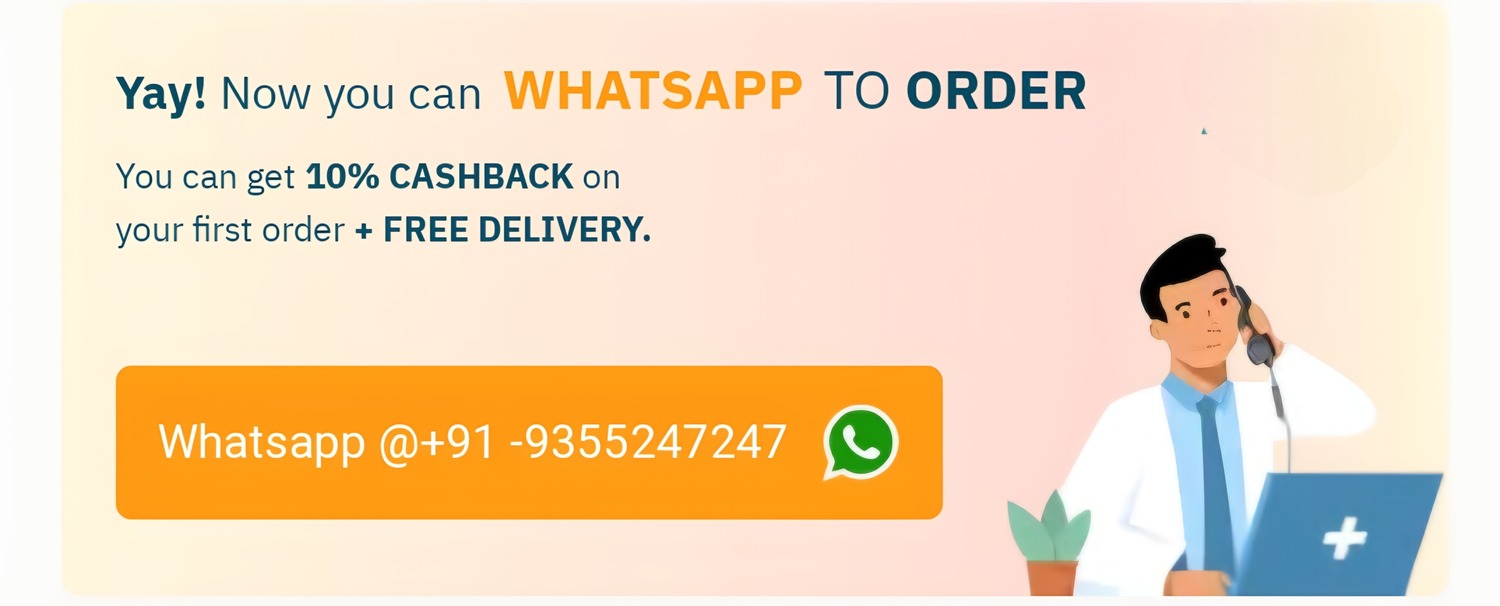 Yay! Now you can WHATSAPP TO ORDER
You can get 10% CASHBACK on
your first order + FREE DELIVERY.
Whatsapp @+91 -9355247247